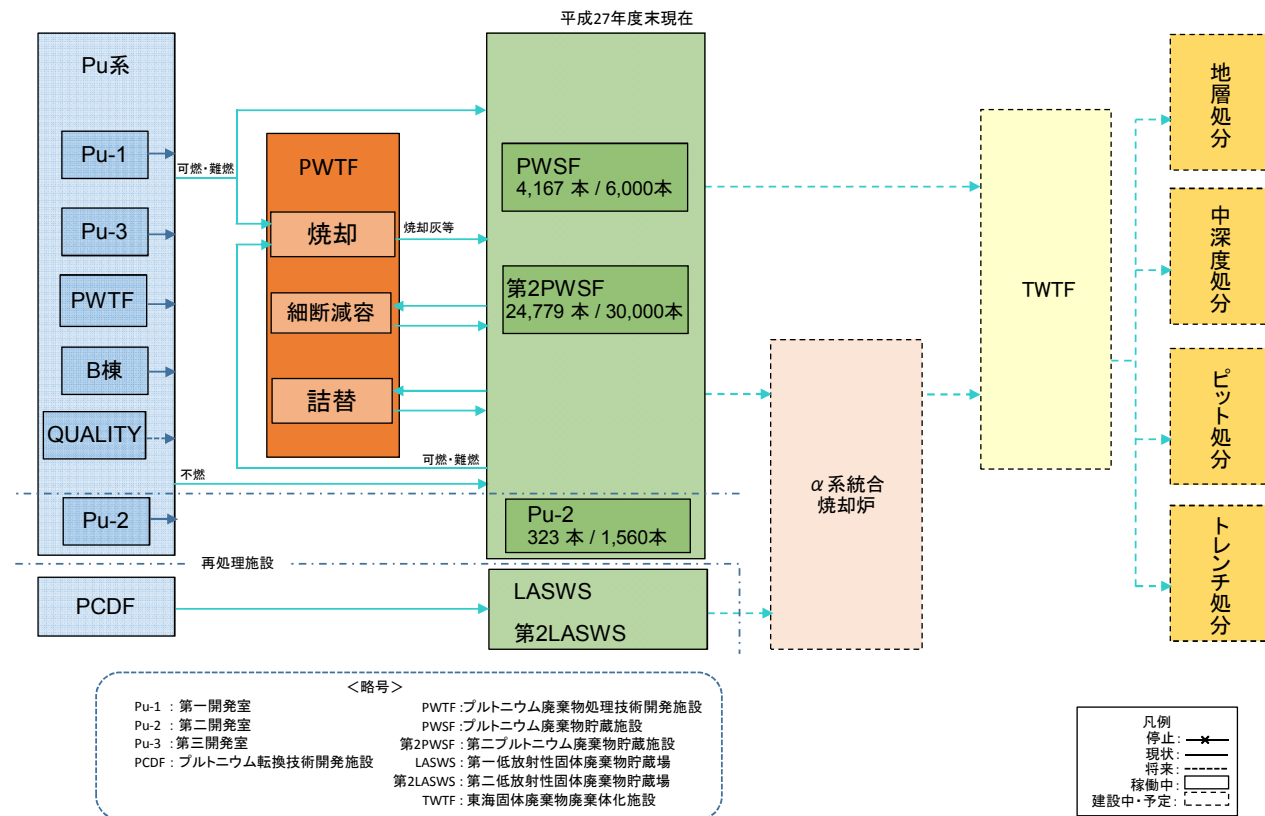 平成27年度末現在
Pu系
Pu-1
Pu-3
PWTF
B棟
QUALITY
Pu-2
PCDF
可燃・難燃
不燃
再処理施設
PWTF
焼却
細断減容
詰替
焼却灰等
可燃・難燃
PWSF
4,167 本 / 6,000本
第2PWSF
24,779 本 / 30,000本
Pu-2
323 本 / 1,560本
LASWS
第2LASWS
α系統合
焼却炉
TWTF
地層処分
中深度処分
ピット処分
トレンチ処分
<略号>
Pu-1 : 第一開発室
Pu-2 : 第二開発室
Pu-3 : 第三開発室
PCDF : プルトニウム転換技術開発施設
PWTF :プルトニウム廃棄物処理技術開発施設
PWSF :プルトニウム廃棄物貯蔵施設
第2PWSF : 第二プルトニウム廃棄物貯蔵施設
LASWS : 第一低放射性固体廃棄物貯蔵場
第2LASWS : 第二低放射性固体廃棄物貯蔵場
TWTF : 東海固体廃棄物廃棄体化施設
凡例
停止:
現状:
将来:
稼働中:
建設中・予定: